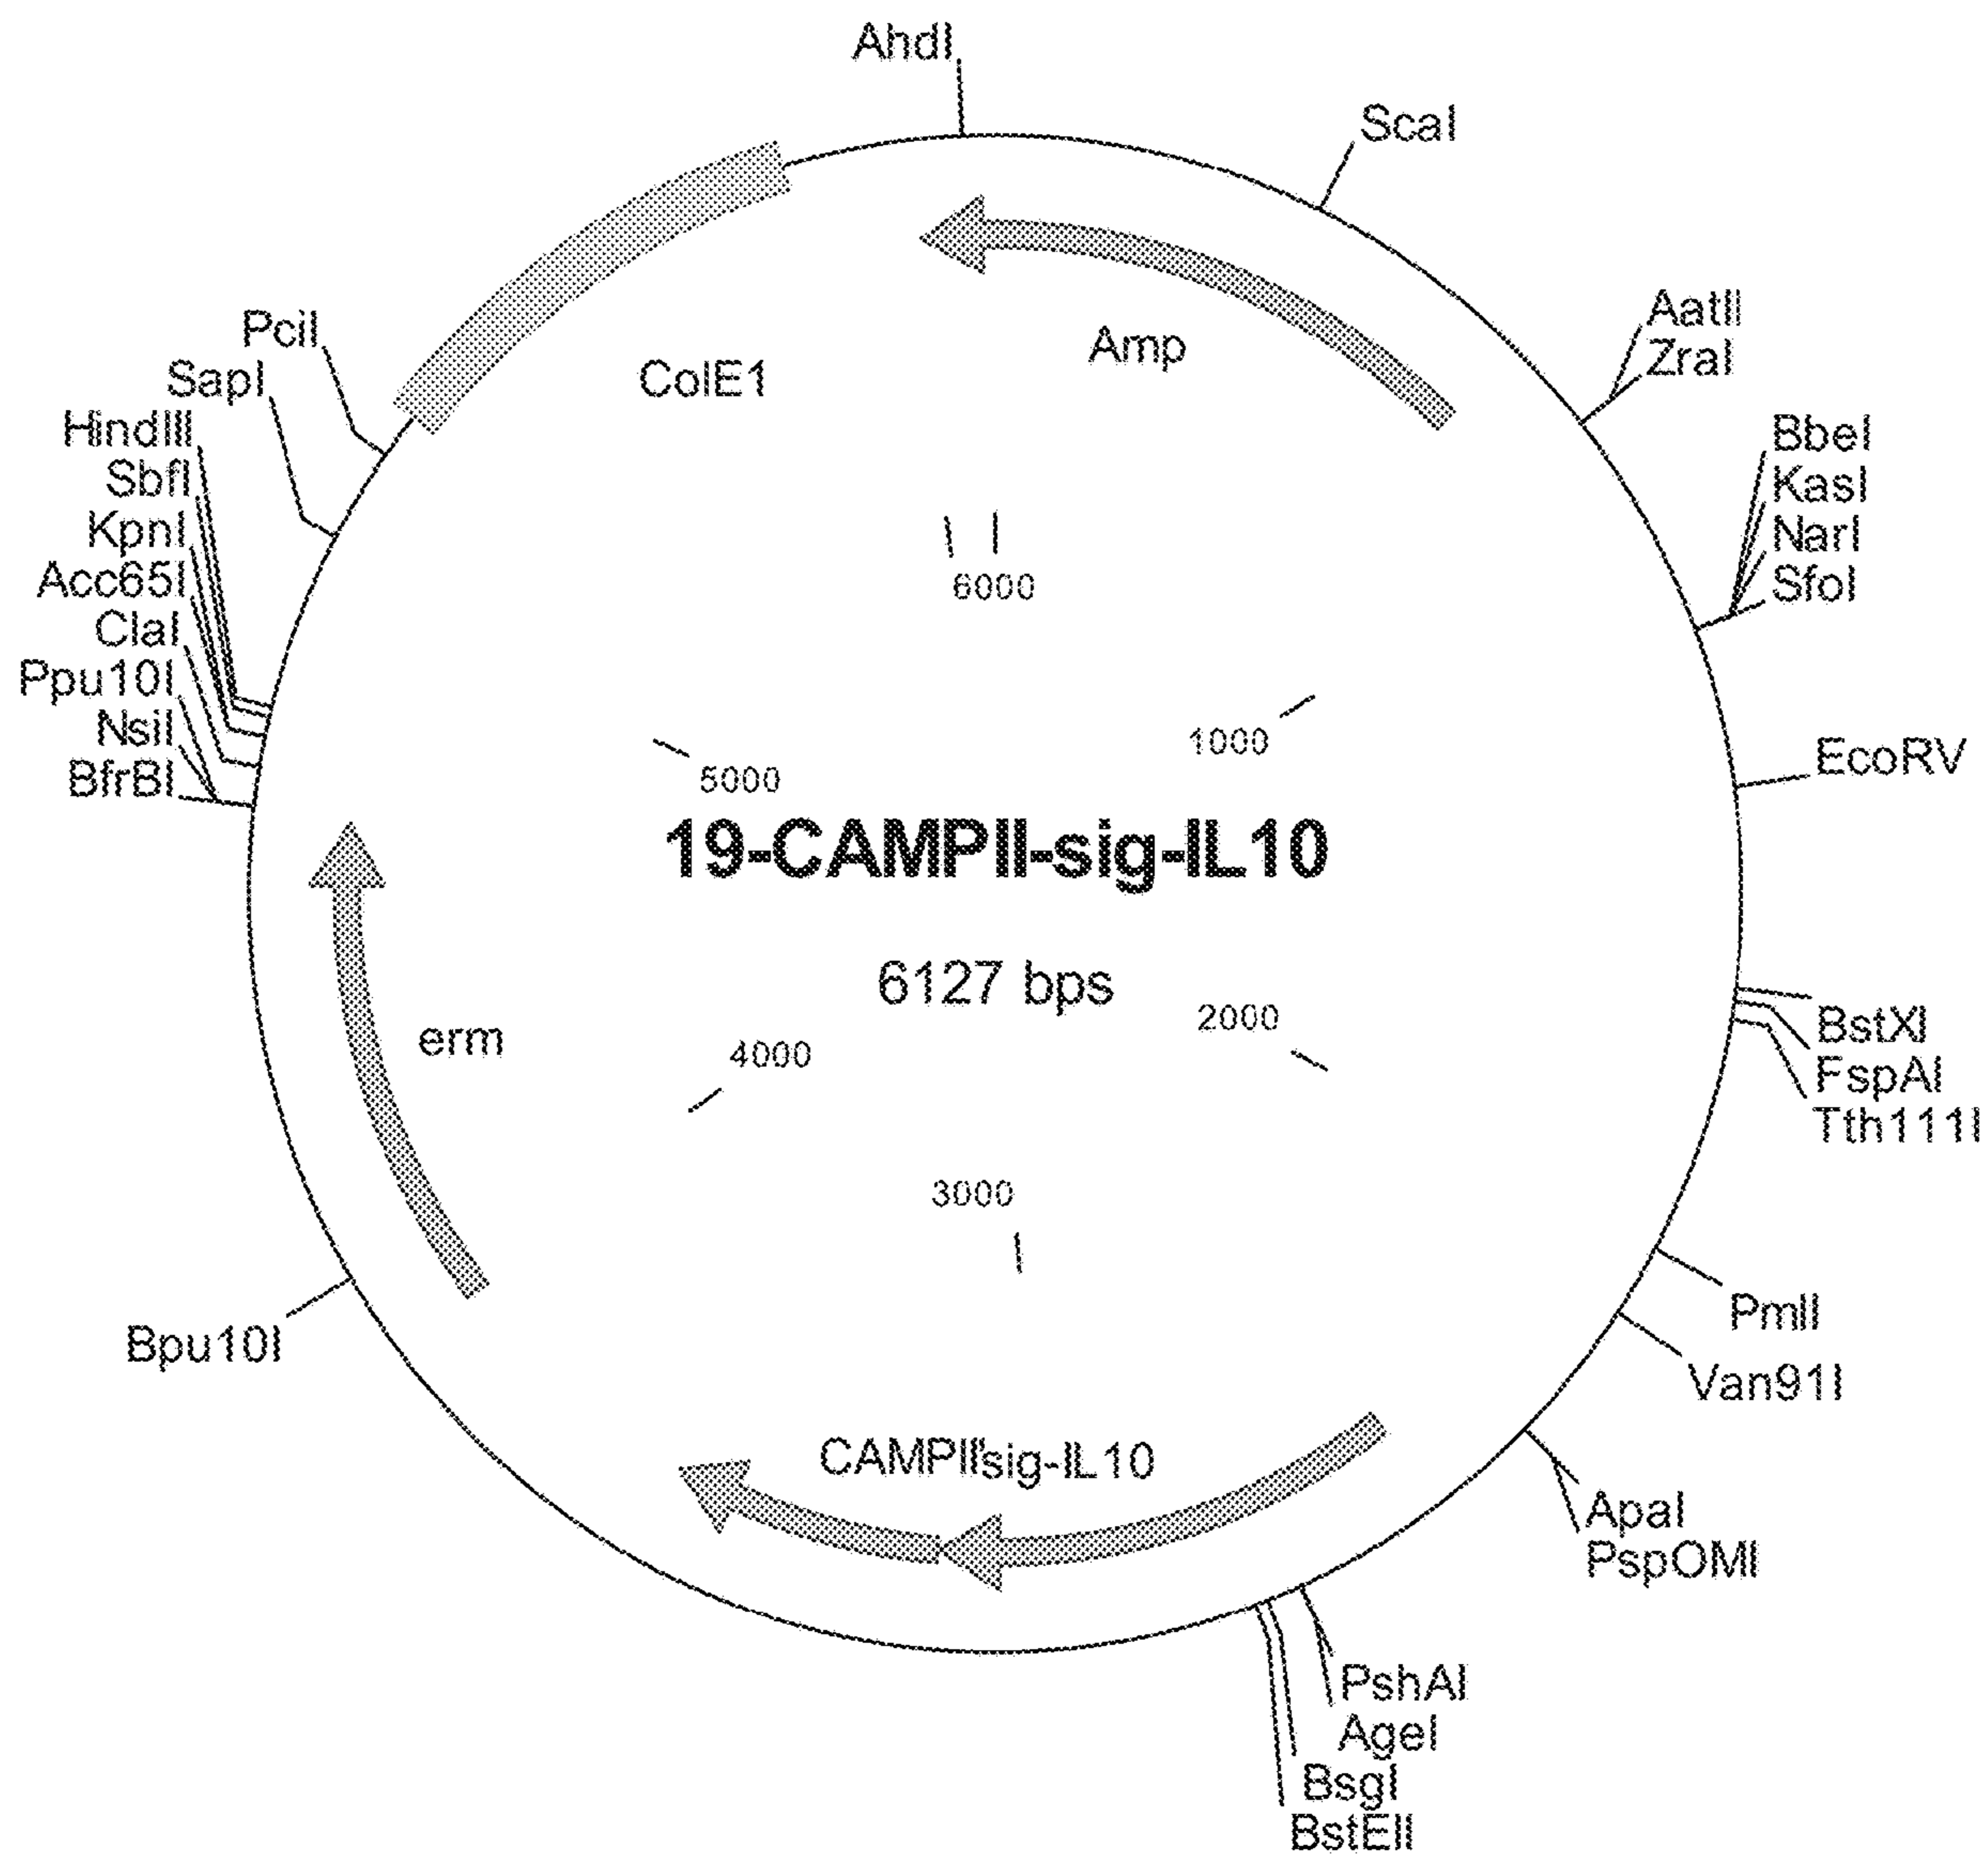 AhdI
ScaI
AatII
ZraI
BbeI
KasI
NarI
SfoI
EcoRV
BstXI
FspAI
Tth111I
PmlI
Van91I
ApaI
PspOMI
PshAI
AgeI
BsgI
BstEII
Bpu10I
BfrBI
NsiI
Ppu10I
ClaI
Acc65I
KpnI
SbfI
HindIII
SapI
PciI
ColE1
Amp
6000
1000
5000
19-CAMPII-sig-IL10
6127 bps
2000
4000
3000
erm
CAMPII'sig-IL10